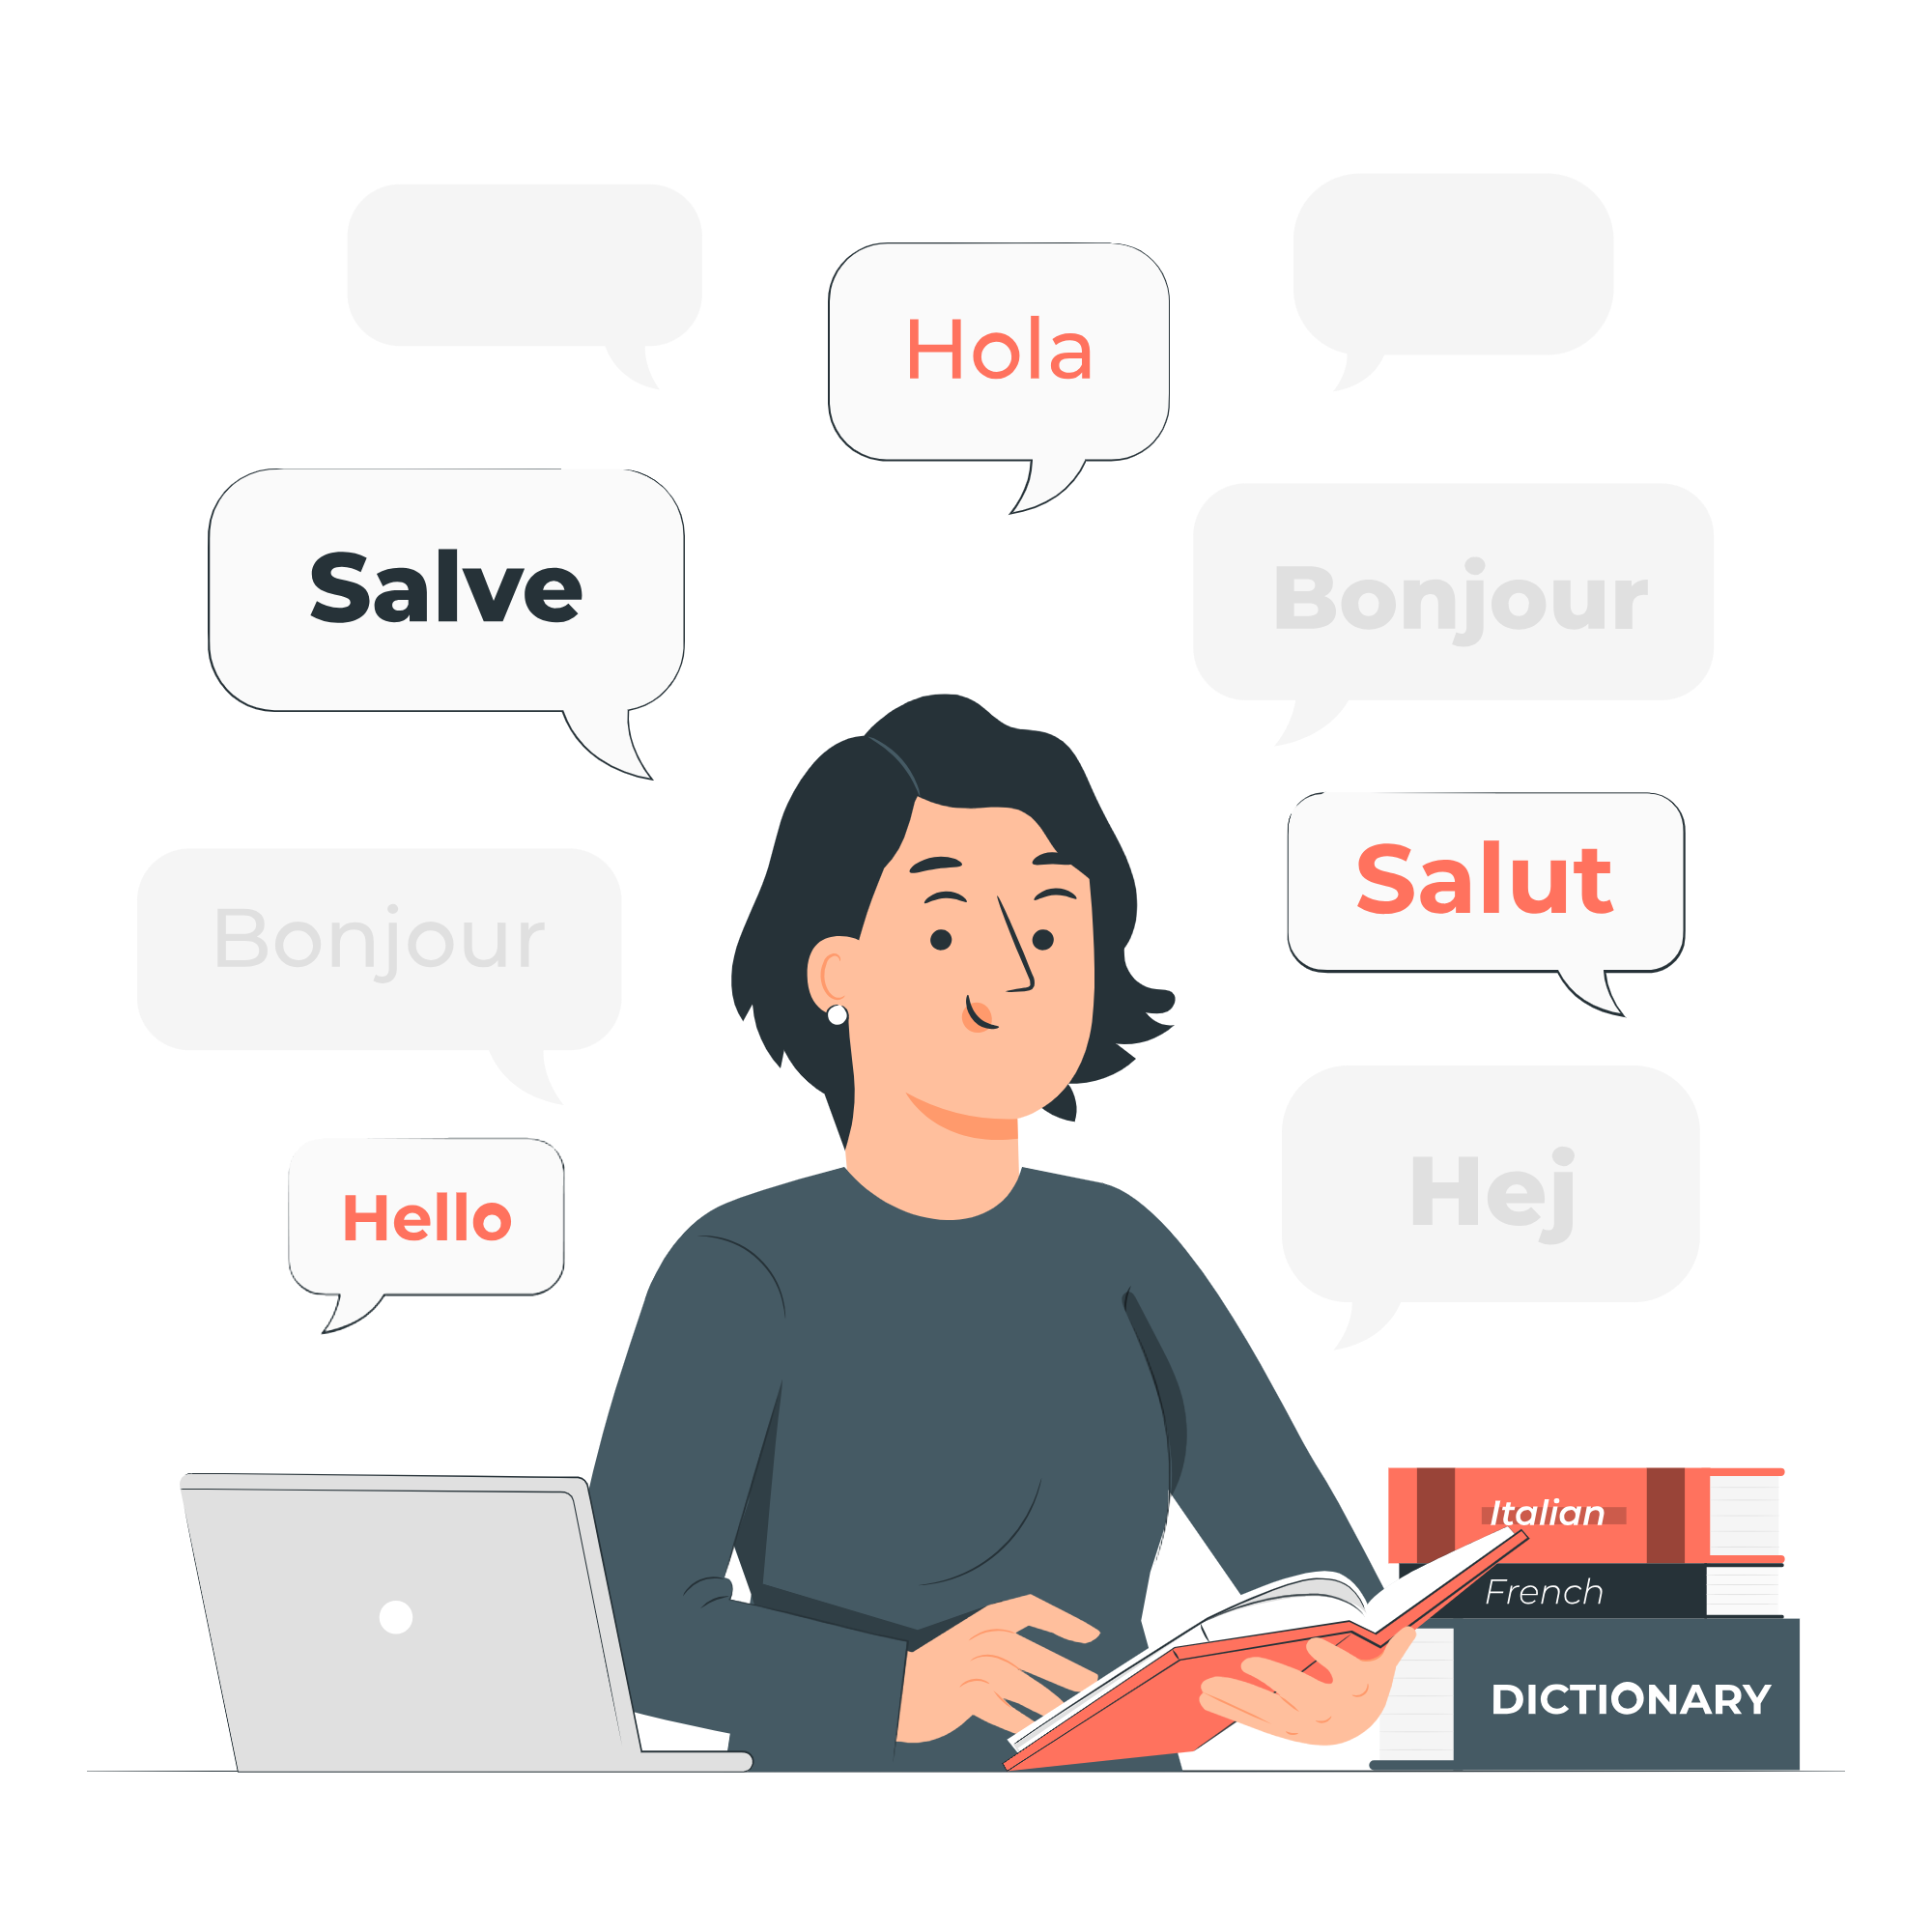 Hola
Salve
Bonjour
Salut
Bonjour
Hej
Hello
Italian
French
DICTIONARY